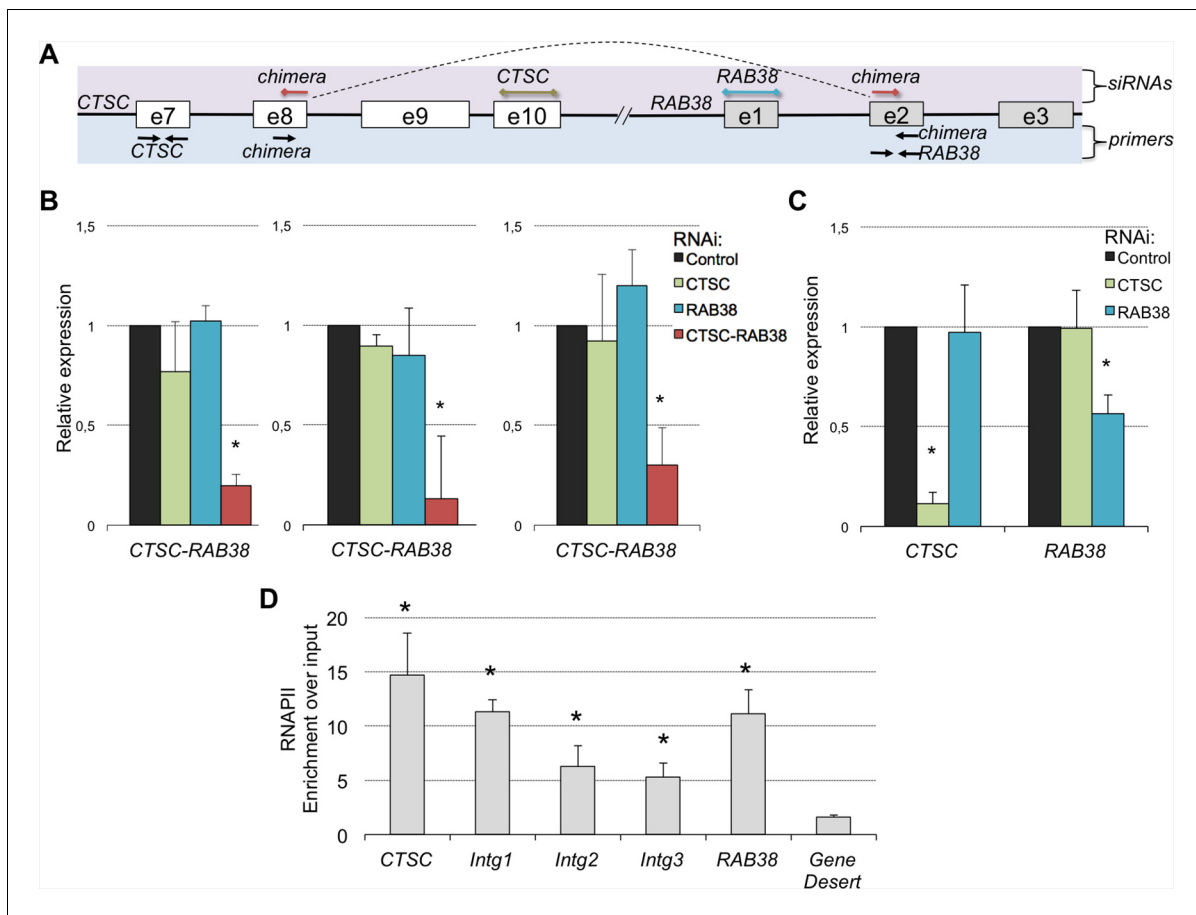 A
chimera CTSC RAB38 chimera siRNAs
CTSC e7 e8 e9 e10 // RAB38 e1 e2 e3
CTSC chimera chimera primers
RAB38
B
Relative expression
1,5
1
0,5
0
CTSC-RAB38
1,5
1
0,5
0
CTSC-RAB38
1,5
1
0,5
0
CTSC-RAB38
RNAi:
Control
CTSC
RAB38
CTSC-RAB38
* * *
C
Relative expression
1,5
1
0,5
0
* *
CTSC RAB38
RNAi:
Control
CTSC
RAB38
D
RNAPII
Enrichment over input
20
15
10
5
0
* * * * *
CTSC Intg1 Intg2 Intg3 RAB38 Gene
Desert